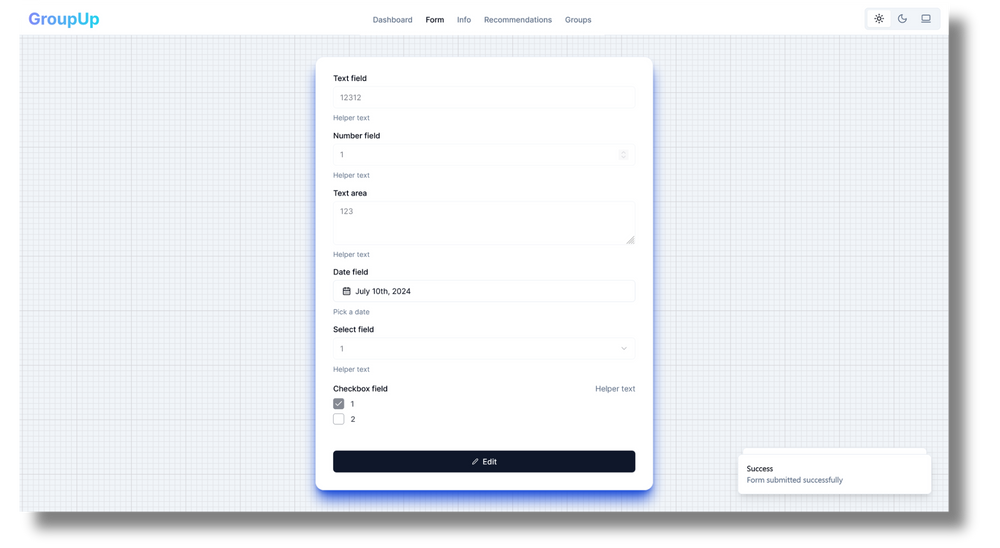 GroupUp
Dashboard Form Info Recommendations Groups
Text field
12312
Helper text
Number field
1
Helper text
Text area
123
Helper text
Date field
July 10th, 2024
Pick a date
Select field
1
Helper text
Checkbox field Helper text
1
2
Edit
Success
Form submitted successfully